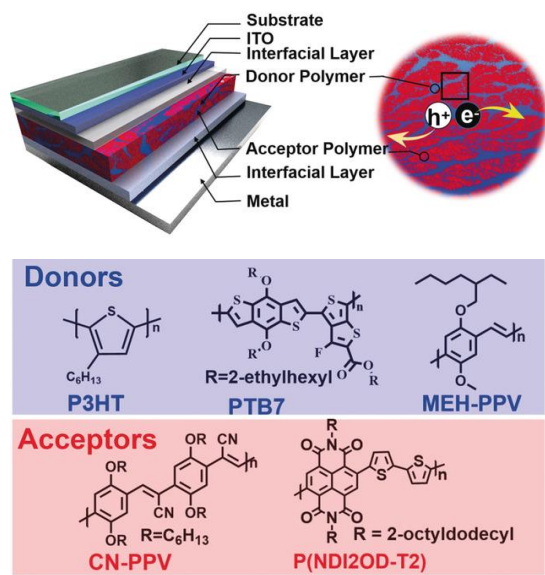 Substrate
ITO
Interfacial Layer
Donor Polymer
h+
e-
Acceptor Polymer
Interfacial Layer
Metal
Donors
S
n
C6H13
P3HT
R
O
S
S
O
R
S
n
S
F
O
O
R
R=2-ethylhexyl
PTB7
O
n
O
MEH-PPV
Acceptors
OR
CN
OR
n
OR
CN
OR
R=C6H13
CN-PPV
R
O
N
O
S
S
n
O
N
O
R
R = 2-octyldodecyl
P(NDI2OD-T2)